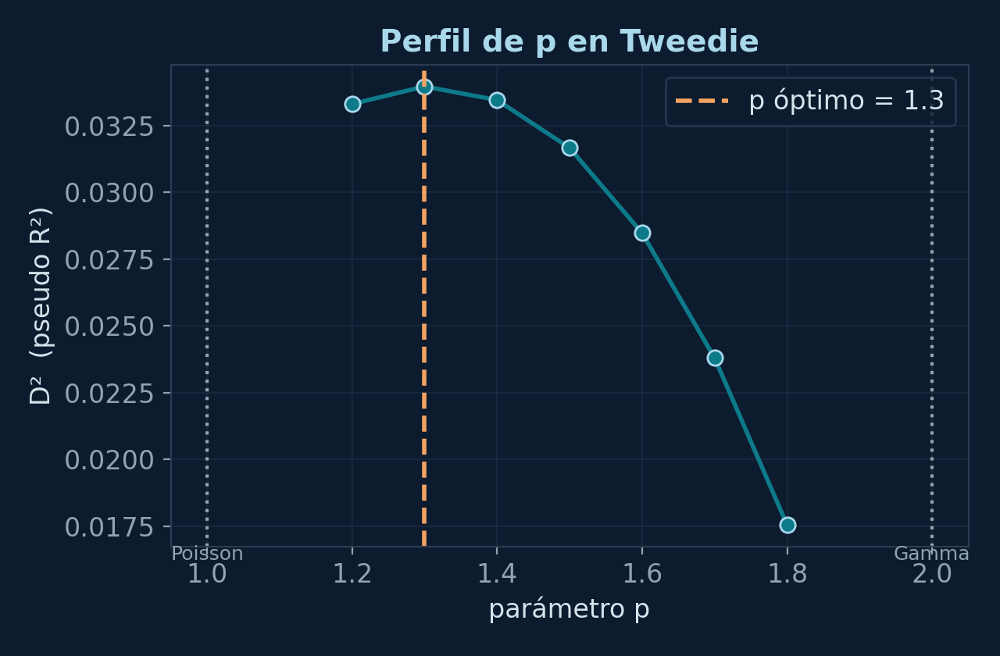 Perfil de p en Tweedie
p óptimo = 1.3
D² (pseudo R²)
0.0325
0.0300
0.0275
0.0250
0.0225
0.0200
0.0175
Poisson
Gamma
1.0 1.2 1.4 1.6 1.8 2.0
parámetro p